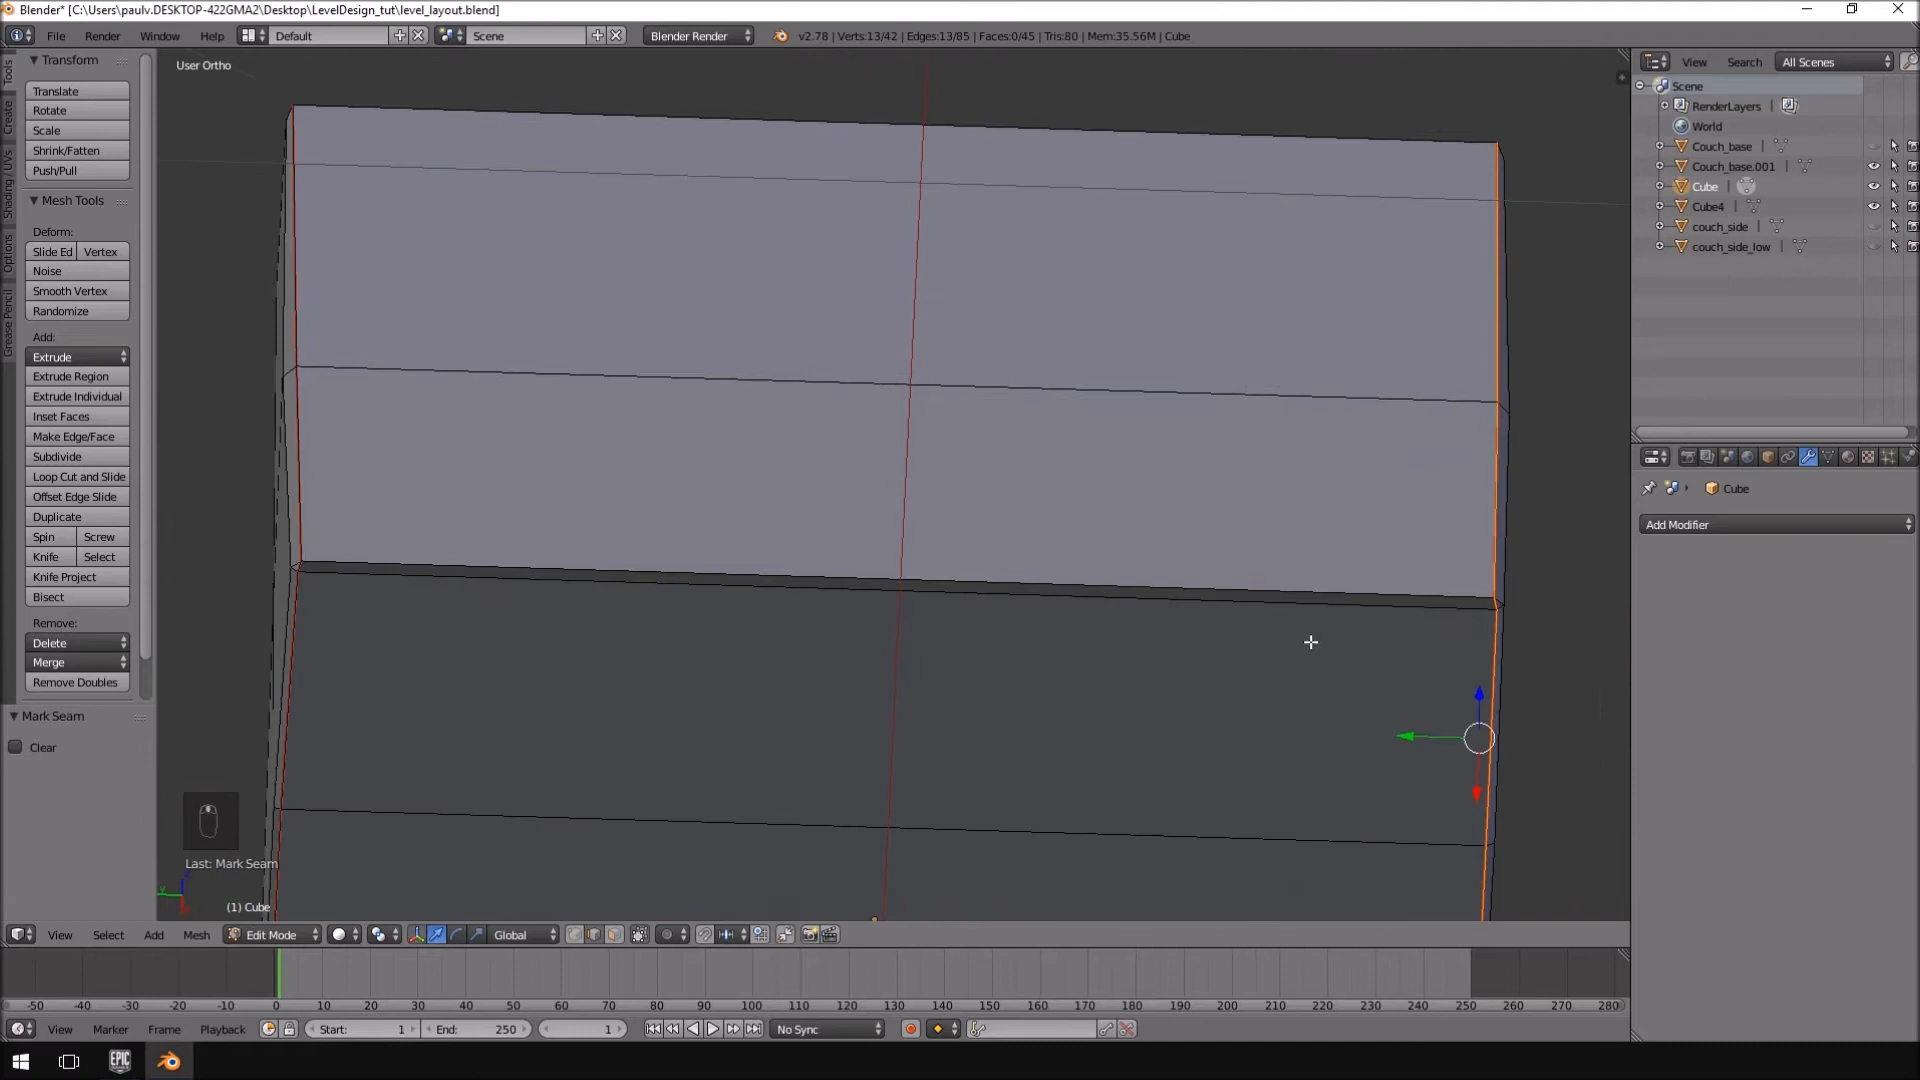 Blender* [C:\Users\paulv.DESKTOP-422GMA2\Desktop\LevelDesign_tut\level_layout.blend]
File Render Window Help Default Scene Blender Render v2.78 | Verts:13/42 | Edges:13/85 | Faces:0/45 | Tris:80 | Mem:35.56M | Cube
Tools
Create
Shading / UVs
Options
Grease Pencil
Transform
Translate
Rotate
Scale
Shrink/Fatten
Push/Pull
Mesh Tools
Deform:
Slide Ed Vertex
Noise
Smooth Vertex
Randomize
Add:
Extrude
Extrude Region
Extrude Individual
Inset Faces
Make Edge/Face
Subdivide
Loop Cut and Slide
Offset Edge Slide
Duplicate
Spin Screw
Knife Select
Knife Project
Bisect
Remove:
Delete
Merge
Remove Doubles
Mark Seam
Clear
User Ortho
Last: Mark Seam
(1) Cube
View Search All Scenes
Scene
RenderLayers
World
Couch_base
Couch_base.001
Cube
Cube4
couch_side
couch_side_low
Cube
Add Modifier
View Select Add Mesh Edit Mode Global
-50 -40 -30 -20 -10 0 10 20 30 40 50 60 70 80 90 100 110 120 130 140 150 160 170 180 190 200 210 220 230 240 250 260 270 280
View Marker Frame Playback Start: 1 End: 250 1 No Sync
EPIC